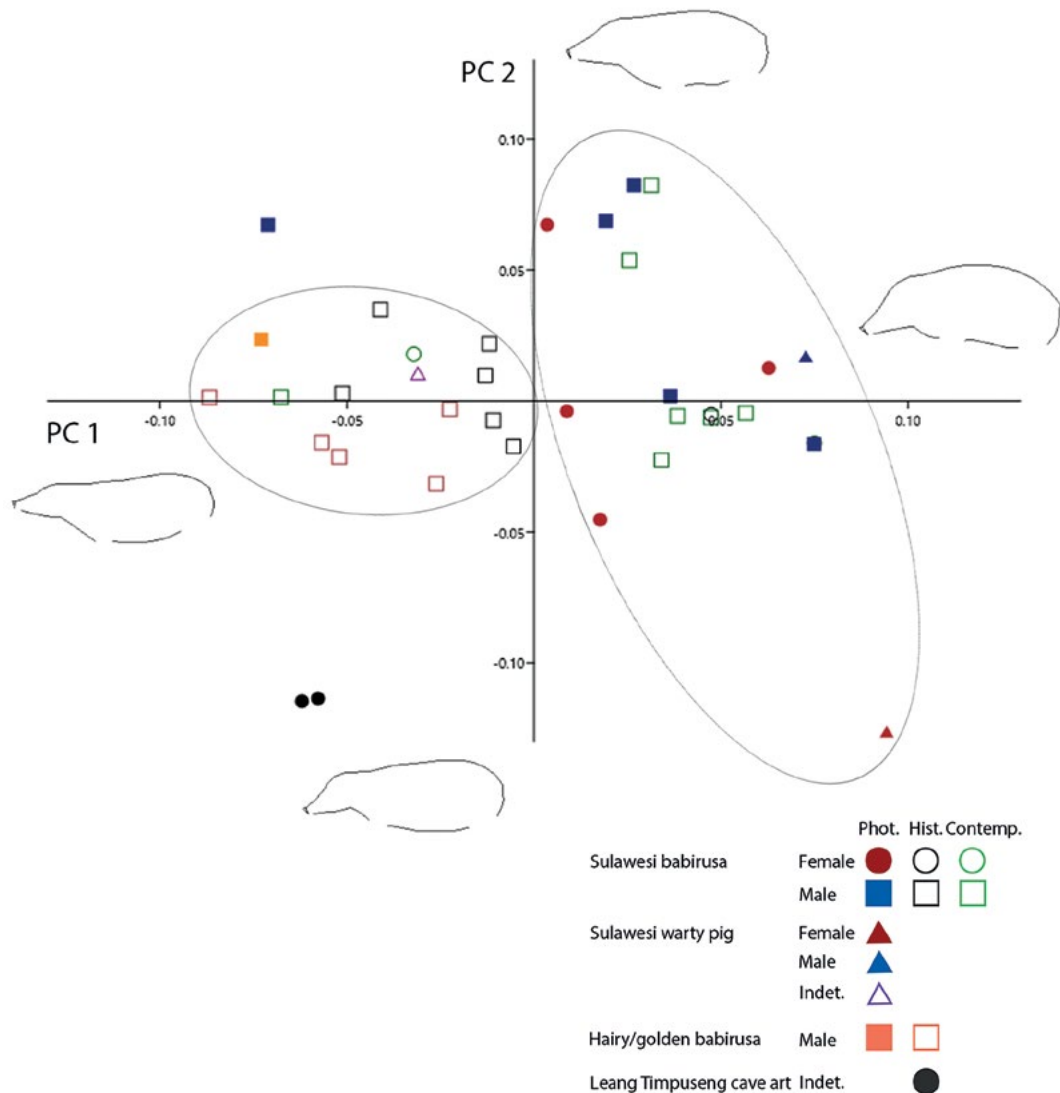 PC 2
0.10
0.05
-0.10
-0.05
0.05
0.10
PC 1
-0.05
-0.10
Phot. Hist. Contemp.
Sulawesi babirusa Female
Male
Sulawesi warty pig Female
Male
Indet.
Hairy/golden babirusa Male
Leang Timpuseng cave art Indet.